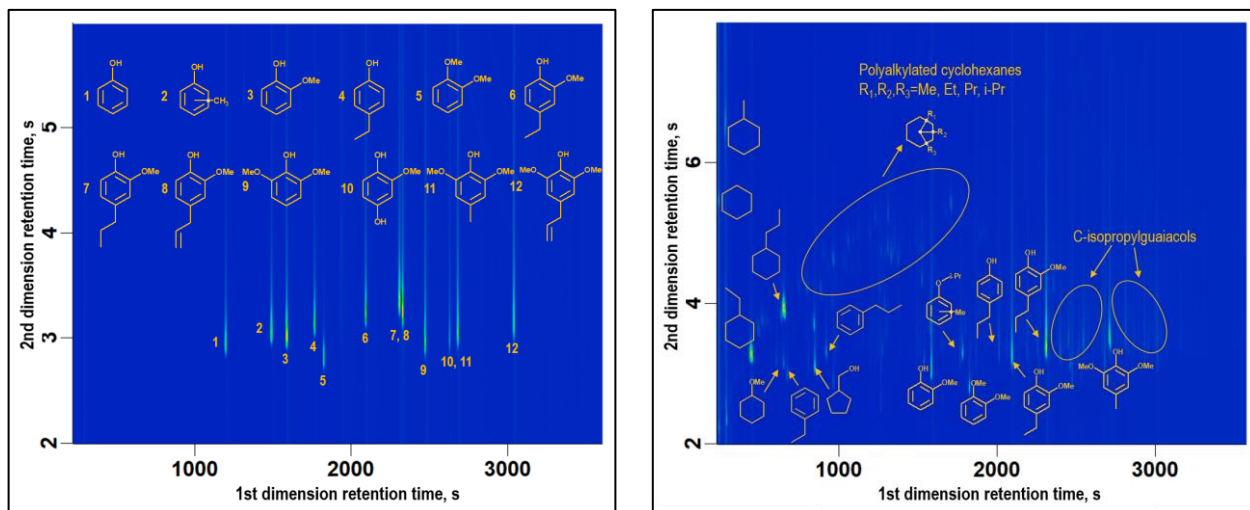 OH
OH
OH
OMe
OH
OMe
OMe
OH
OMe
1
2
CH3
3
4
5
6
OH
OMe
OH
OMe
OH
MeO
OMe
OH
OMe
OH
MeO
OMe
OH
MeO
OMe
7
8
9
10
11
12
OH
1
2
3
4
5
6
7, 8
9
10, 11
12
5
4
3
2
2nd dimension retention time, s
1000
2000
3000
1st dimension retention time, s
Polyalkylated cyclohexanes
R1,R2,R3=Me, Et, Pr, i-Pr
R1
R2
R3
C-isopropylguaiacols
i-Pr
O
Me
OH
OH
OMe
OMe
OH
OH
OMe
OMe
OMe
OH
OMe
OH
MeO
OMe
6
4
2
2nd dimension retention time, s
1000
2000
3000
1st dimension retention time, s